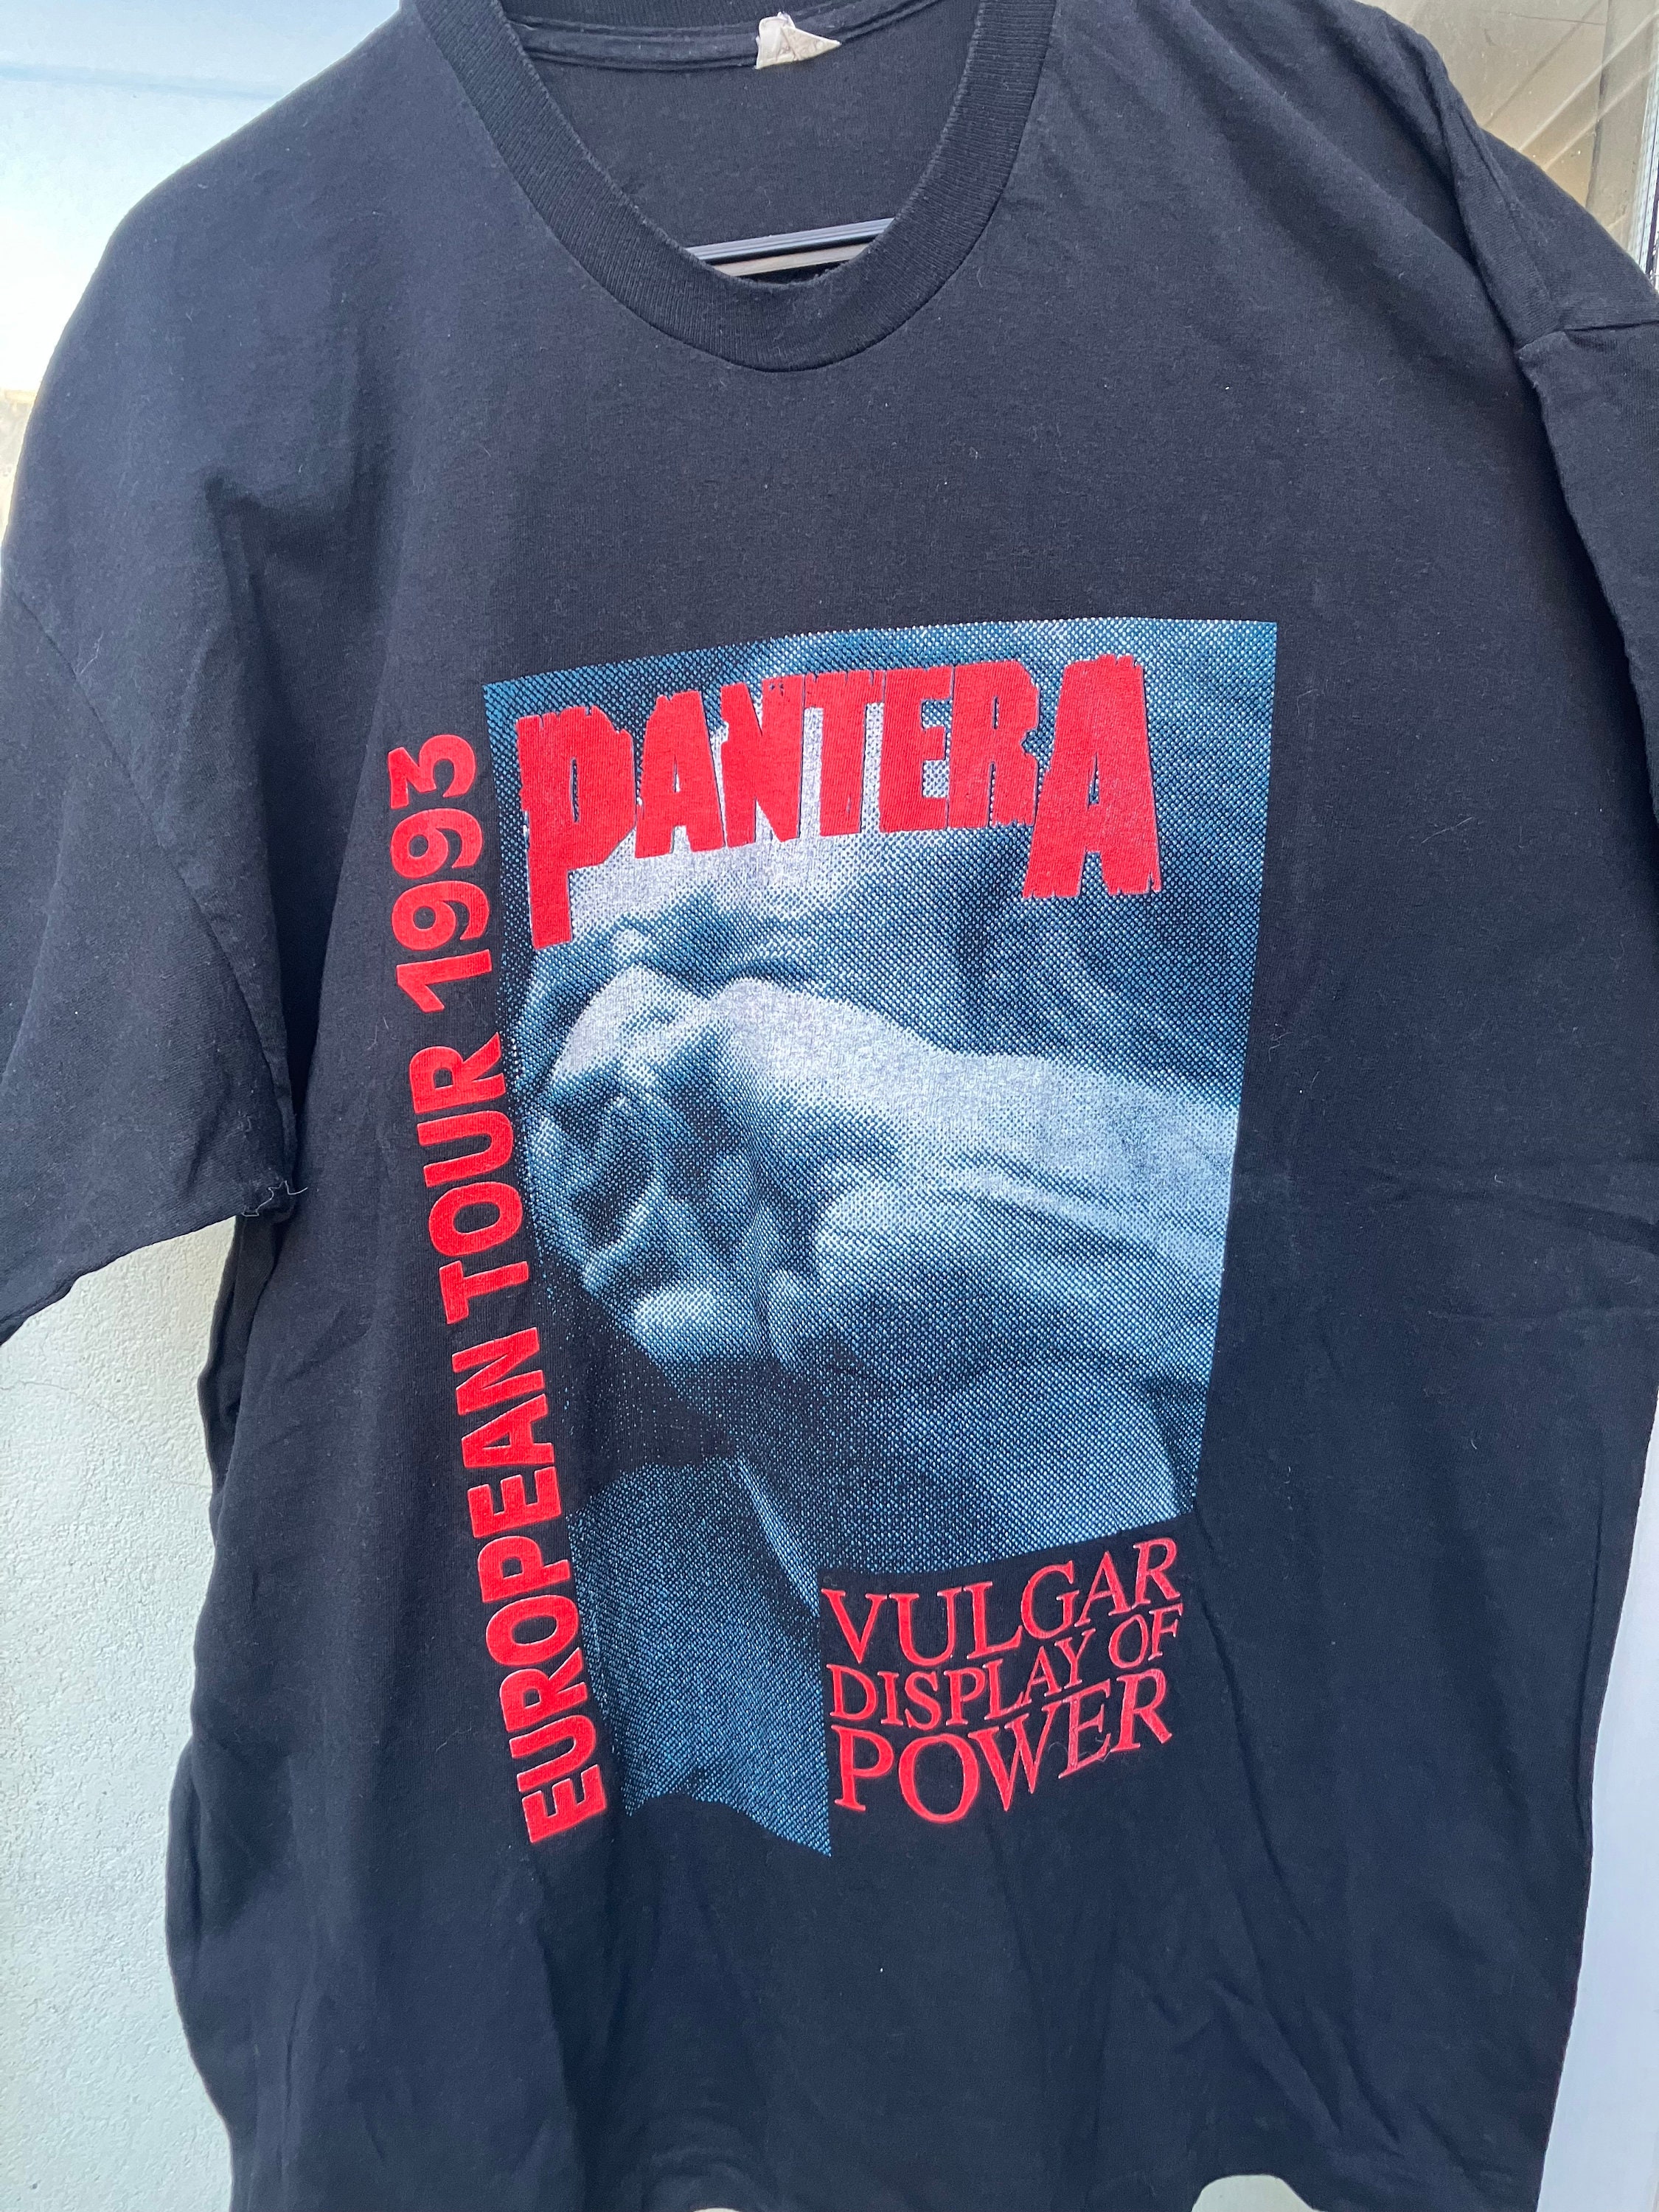 PANTERA
EUROPEAN TOUR 1993
VULGAR
DISPLAY OF
POWER